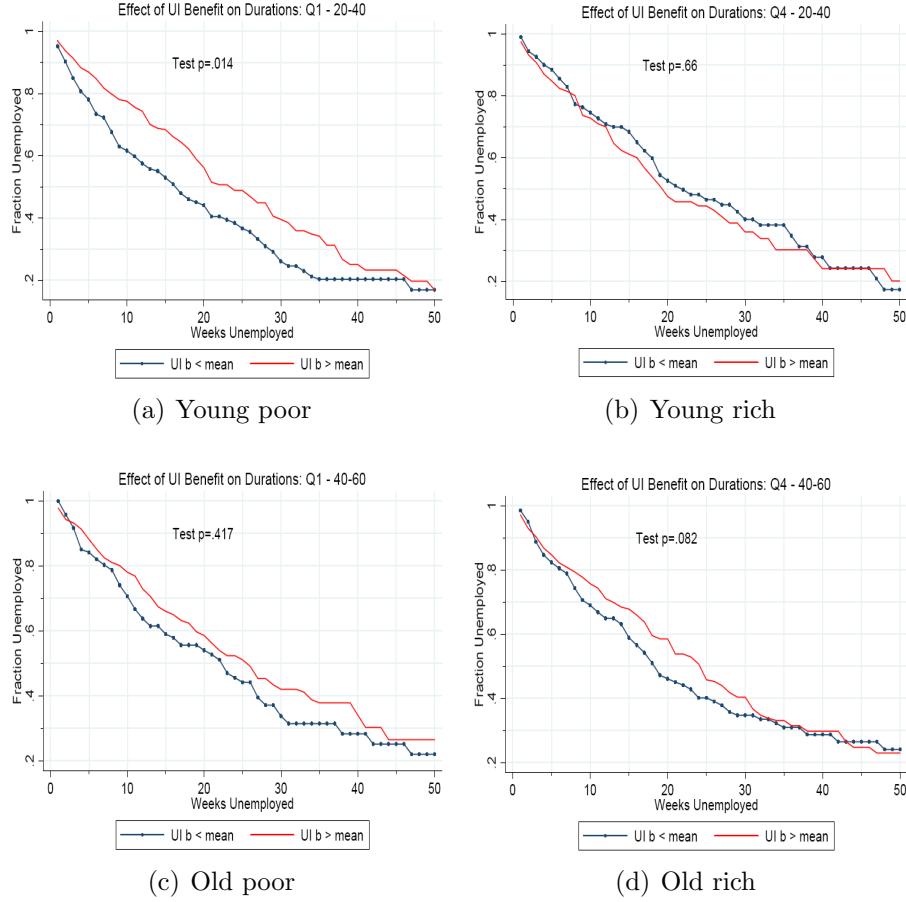 Effect of UI Benefit on Durations: Q1 - 20-40
Test p=.014
Fraction Unemployed
1
.8
.6
.4
.2
0 10 20 30 40 50
Weeks Unemployed
UI b < mean UI b > mean
(a) Young poor
Effect of UI Benefit on Durations: Q4 - 20-40
Test p=.66
Fraction Unemployed
1
.8
.6
.4
.2
0 10 20 30 40 50
Weeks Unemployed
UI b < mean UI b > mean
(b) Young rich
Effect of UI Benefit on Durations: Q1 - 40-60
Test p=.417
Fraction Unemployed
1
.8
.6
.4
.2
0 10 20 30 40 50
Weeks Unemployed
UI b < mean UI b > mean
(c) Old poor
Effect of UI Benefit on Durations: Q4 - 40-60
Test p=.082
Fraction Unemployed
1
.8
.6
.4
.2
0 10 20 30 40 50
Weeks Unemployed
UI b < mean UI b > mean
(d) Old rich